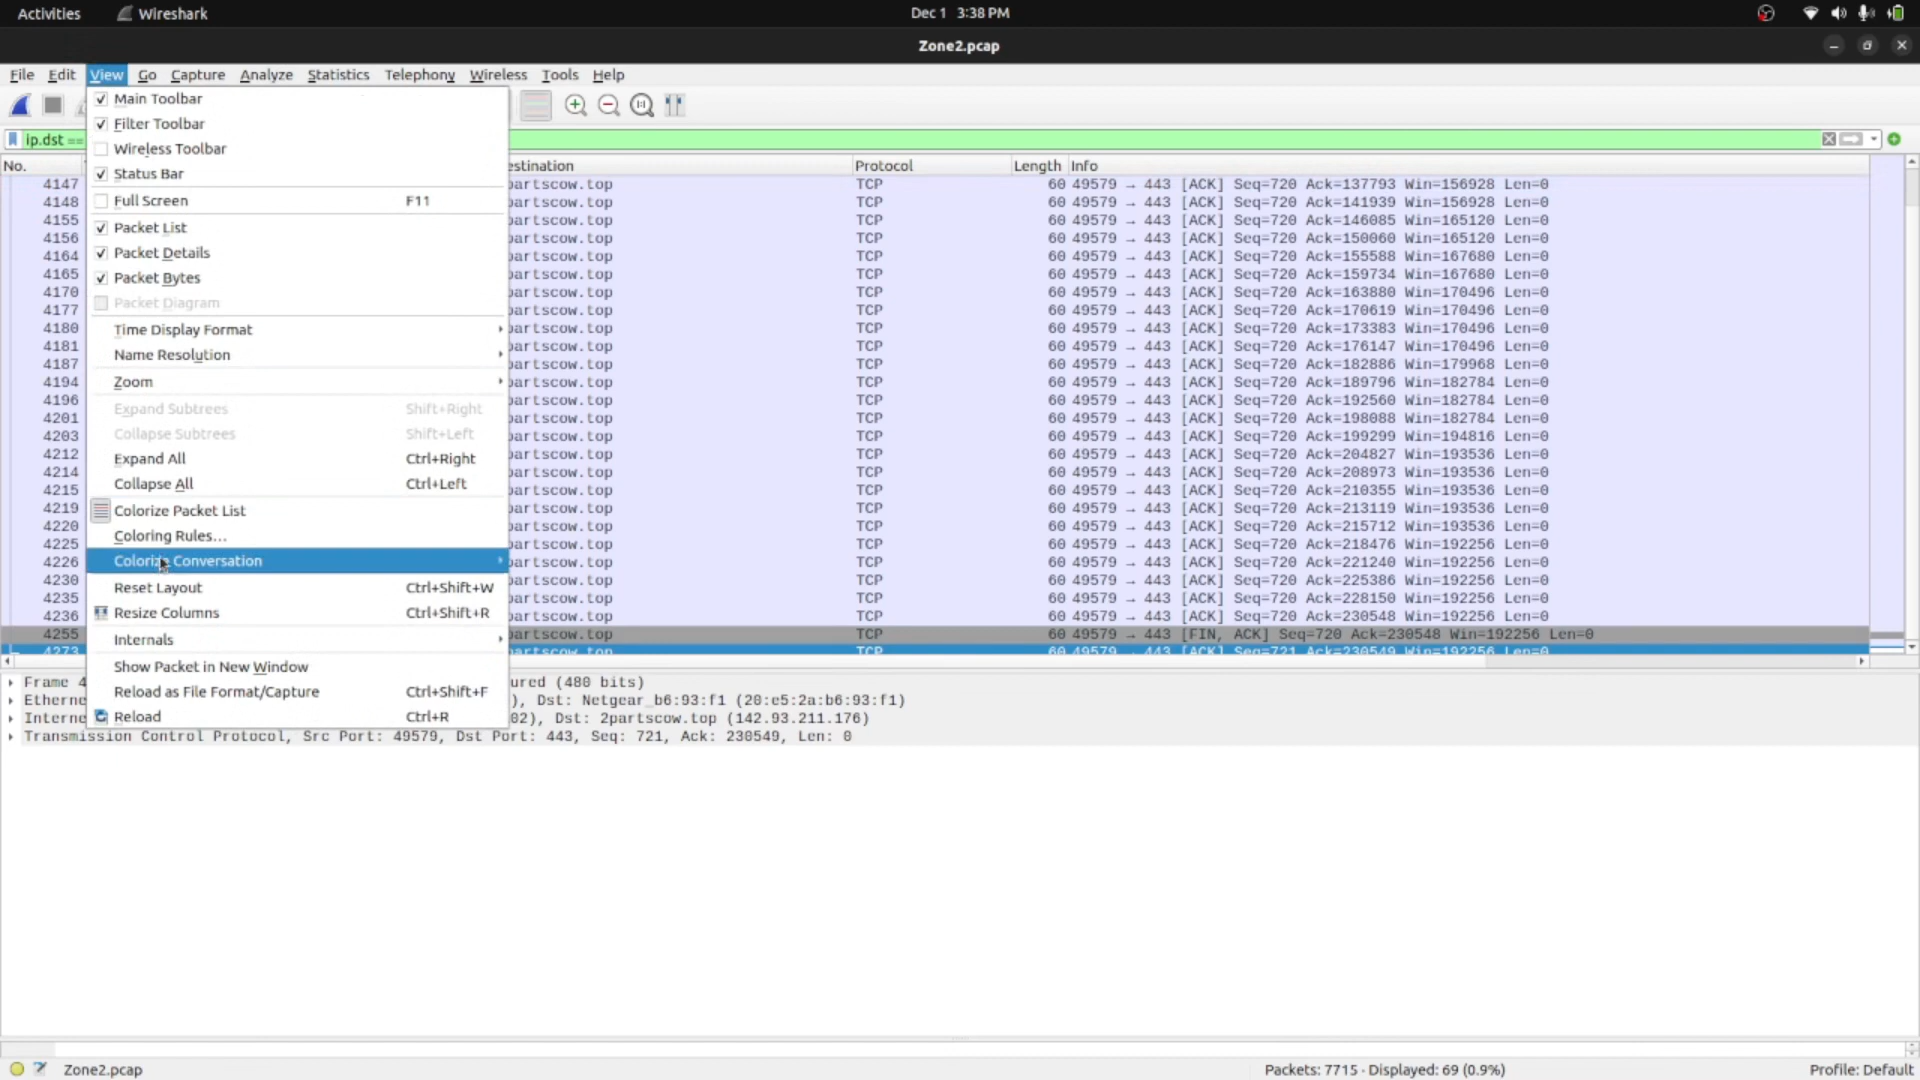 Activities Wireshark Dec 1 3:38 PM
Zone2.pcap
File Edit View Go Capture Analyze Statistics Telephony Wireless Tools Help
Main Toolbar
Filter Toolbar
Wireless Toolbar
Status Bar
Full Screen F11
Packet List
Packet Details
Packet Bytes
Packet Diagram
Time Display Format
Name Resolution
Zoom
Expand Subtrees Shift+Right
Collapse Subtrees Shift+Left
Expand All Ctrl+Right
Collapse All Ctrl+Left
Colorize Packet List
Coloring Rules...
Colorize Conversation
Reset Layout Ctrl+Shift+W
Resize Columns Ctrl+Shift+R
Internals
Show Packet in New Window
Reload as File Format/Capture Ctrl+Shift+F
Reload Ctrl+R
ip.dst ==
No. estination Protocol Length Info
4147 partscow.top TCP 60 49579 → 443 [ACK] Seq=720 Ack=137793 Win=156928 Len=0
4148 partscow.top TCP 60 49579 → 443 [ACK] Seq=720 Ack=141939 Win=156928 Len=0
4155 partscow.top TCP 60 49579 → 443 [ACK] Seq=720 Ack=146085 Win=165120 Len=0
4156 partscow.top TCP 60 49579 → 443 [ACK] Seq=720 Ack=150060 Win=165120 Len=0
4164 partscow.top TCP 60 49579 → 443 [ACK] Seq=720 Ack=155588 Win=167680 Len=0
4165 partscow.top TCP 60 49579 → 443 [ACK] Seq=720 Ack=159734 Win=167680 Len=0
4170 partscow.top TCP 60 49579 → 443 [ACK] Seq=720 Ack=163880 Win=170496 Len=0
4177 partscow.top TCP 60 49579 → 443 [ACK] Seq=720 Ack=170619 Win=170496 Len=0
4180 partscow.top TCP 60 49579 → 443 [ACK] Seq=720 Ack=173383 Win=170496 Len=0
4181 partscow.top TCP 60 49579 → 443 [ACK] Seq=720 Ack=176147 Win=170496 Len=0
4187 partscow.top TCP 60 49579 → 443 [ACK] Seq=720 Ack=182886 Win=179968 Len=0
4194 partscow.top TCP 60 49579 → 443 [ACK] Seq=720 Ack=189796 Win=182784 Len=0
4196 partscow.top TCP 60 49579 → 443 [ACK] Seq=720 Ack=192560 Win=182784 Len=0
4201 partscow.top TCP 60 49579 → 443 [ACK] Seq=720 Ack=198088 Win=182784 Len=0
4203 partscow.top TCP 60 49579 → 443 [ACK] Seq=720 Ack=199299 Win=194816 Len=0
4212 partscow.top TCP 60 49579 → 443 [ACK] Seq=720 Ack=204827 Win=193536 Len=0
4214 partscow.top TCP 60 49579 → 443 [ACK] Seq=720 Ack=208973 Win=193536 Len=0
4215 partscow.top TCP 60 49579 → 443 [ACK] Seq=720 Ack=210355 Win=193536 Len=0
4219 partscow.top TCP 60 49579 → 443 [ACK] Seq=720 Ack=213119 Win=193536 Len=0
4220 partscow.top TCP 60 49579 → 443 [ACK] Seq=720 Ack=215712 Win=193536 Len=0
4225 partscow.top TCP 60 49579 → 443 [ACK] Seq=720 Ack=218476 Win=192256 Len=0
4226 partscow.top TCP 60 49579 → 443 [ACK] Seq=720 Ack=221240 Win=192256 Len=0
4230 partscow.top TCP 60 49579 → 443 [ACK] Seq=720 Ack=225386 Win=192256 Len=0
4235 partscow.top TCP 60 49579 → 443 [ACK] Seq=720 Ack=228150 Win=192256 Len=0
4236 partscow.top TCP 60 49579 → 443 [ACK] Seq=720 Ack=230548 Win=192256 Len=0
4255 partscow.top TCP 60 49579 → 443 [FIN, ACK] Seq=720 Ack=230548 Win=192256 Len=0
4273 partscow.top TCP 60 49579 → 443 [ACK] Seq=721 Ack=230549 Win=192256 Len=0
Frame 4 ured (480 bits)
Etherne ), Dst: Netgear_b6:93:f1 (20:e5:2a:b6:93:f1)
Interne 02), Dst: 2partscow.top (142.93.211.176)
Transmission Control Protocol, Src Port: 49579, Dst Port: 443, Seq: 721, Ack: 230549, Len: 0
Zone2.pcap Packets: 7715 · Displayed: 69 (0.9%) Profile: Default